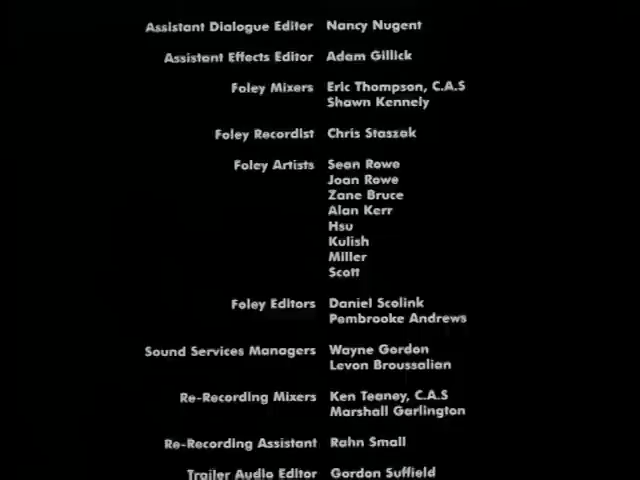 Assistant Dialogue Editor Nancy Nugent
Assistant Effects Editor Adam Gillick
Foley Mixers Eric Thompson, C.A.S
Shawn Kennely
Foley Recordist Chris Staszak
Foley Artists Sean Rowe
Joan Rowe
Zane Bruce
Alan Kerr
Hsu
Kulish
Miller
Scott
Foley Editors Daniel Scolink
Pembrooke Andrews
Sound Services Managers Wayne Gordon
Levon Broussalian
Re-Recording Mixers Ken Teaney, C.A.S
Marshall Garlington
Re-Recording Assistant Rahn Small
Trailer Audio Editor Gordon Suffield